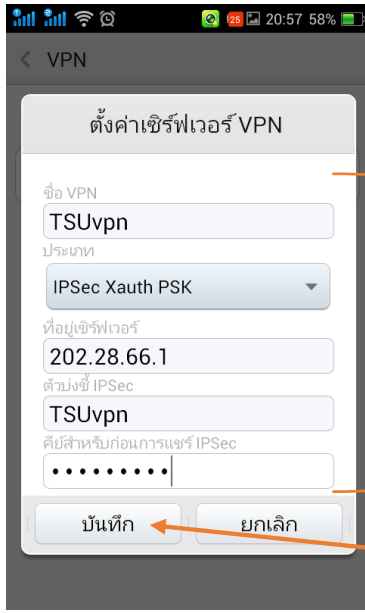 25 20:57 58%
VPN
ตั้งค่าเซิร์ฟเวอร์ VPN
ชื่อ VPN
TSUvpn
ประเภท
IPSec Xauth PSK
ที่อยู่เซิร์ฟเวอร์
202.28.66.1
ตัวบ่งชี้ IPSec
TSUvpn
คีย์สำหรับก่อนการแชร์ IPSec
•••••••••
บันทึก ยกเลิก